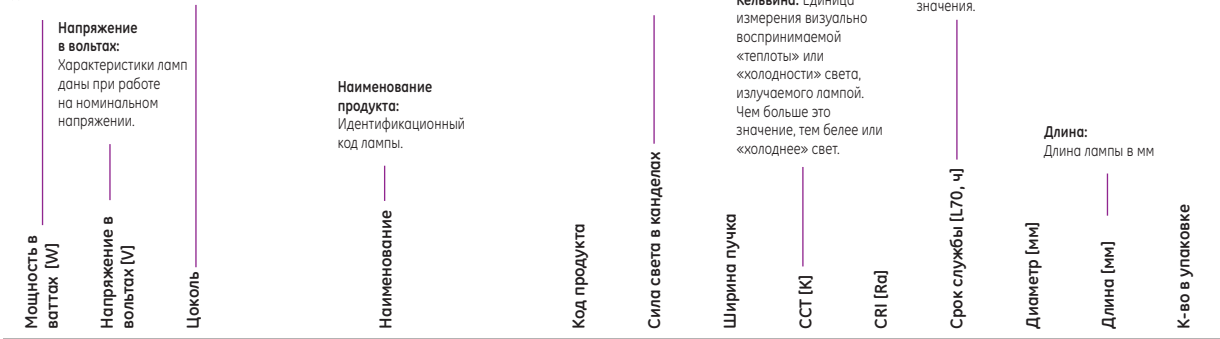 Напряжение
в вольтах:
Характеристики ламп
даны при работе
на номинальном
напряжении.
Наименование
продукта:
Идентификационный
код лампы.
Кельвина: Единица
измерения визуально
воспринимаемой
«теплоты» или
«холодности» света,
излучаемого лампой.
Чем больше это
значение, тем белее или
«холоднее» свет.
значения.
Длина:
Длина лампы в мм
Мощность в
ваттах [W]
Напряжение в
вольтах [V]
Цоколь
Наименование
Код продукта
Сила света в канделах
Ширина пучка
CCT [K]
CRI [Ra]
Срок службы [L70, ч]
Диаметр [мм]
Длина [мм]
К-во в упаковке